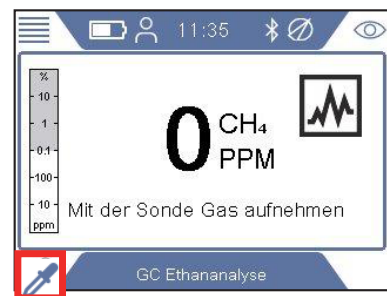 11:35
%
10
1
0.1
100
10
ppm
0 CH₄
PPM
Mit der Sonde Gas aufnehmen
GC Ethananalyse